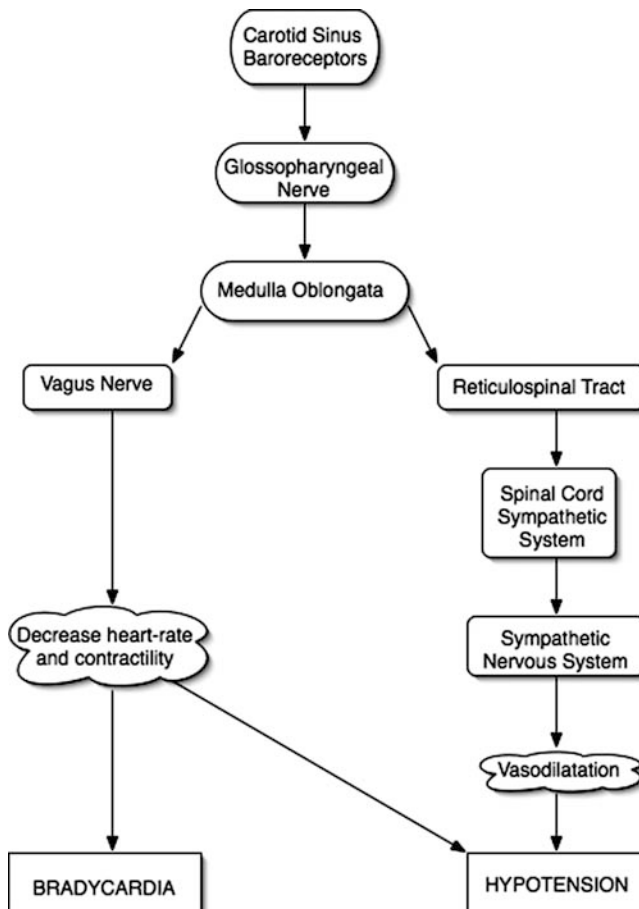 Carotid Sinus
Baroreceptors
Glossopharyngeal
Nerve
Medulla Oblongata
Vagus Nerve
Reticulospinal Tract
Spinal Cord
Sympathetic
System
Decrease heart-rate
and contractility
Sympathetic
Nervous System
Vasodilatation
BRADYCARDIA
HYPOTENSION